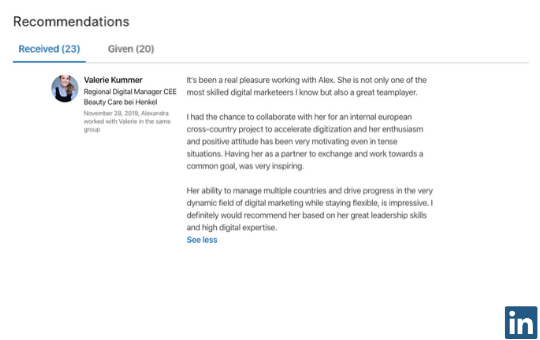 Recommendations
Received (23)
Given (20)
Valerie Kummer
Regional Digital Manager CEE
Beauty Care bei Henkel
November 28, 2019, Alexandra
worked with Valerie in the same
group
It's been a real pleasure working with Alex. She is not only one of the
most skilled digital marketeers I know but also a great teamplayer.
I had the chance to collaborate with her for an internal european
cross-country project to accelerate digitization and her enthusiasm
and positive attitude has been very motivating even in tense
situations. Having her as a partner to exchange and work towards a
common goal, was very inspiring.
Her ability to manage multiple countries and drive progress in the very
dynamic field of digital marketing while staying flexible, is impressive. I
definitely would recommend her based on her great leadership skills
and high digital expertise.
See less
in